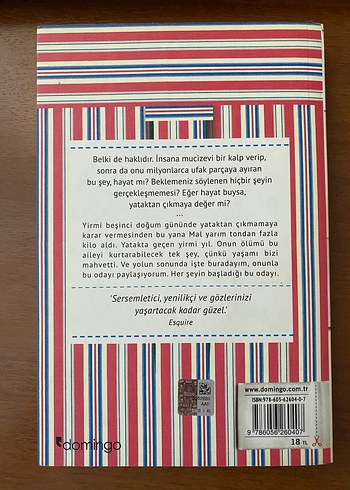 Belki de haklıdır. İnsana mucizevi bir kalp verip,
sonra da onu milyonlarca ufak parçaya ayıran
bu şey, hayat mı? Beklemeniz söylenen hiçbir şeyin
gerçekleşmemesi? Eğer hayat buysa,
yataktan çıkmaya değer mi?
...
Yirmi beşinci doğum gününde yataktan çıkmamaya
karar vermesinden bu yana Mal yarım tondan fazla
kilo aldı. Yatakta geçen yirmi yıl. Onun ölümü bu
aileyi kurtarabilecek tek şey, çünkü yaşamı bizi
mahvetti. Ve yolun sonunda işte buradayım, onunla
bu odayı paylaşıyorum. Her şeyin başladığı bu odayı.
'Sersemletici, yenilikçi ve gözlerinizi
yaşartacak kadar güzel.'
Esquire
www.domingo.com.tr
ISBN:978-605-62604-0-7
9 786056 260407
18 TL
domingo